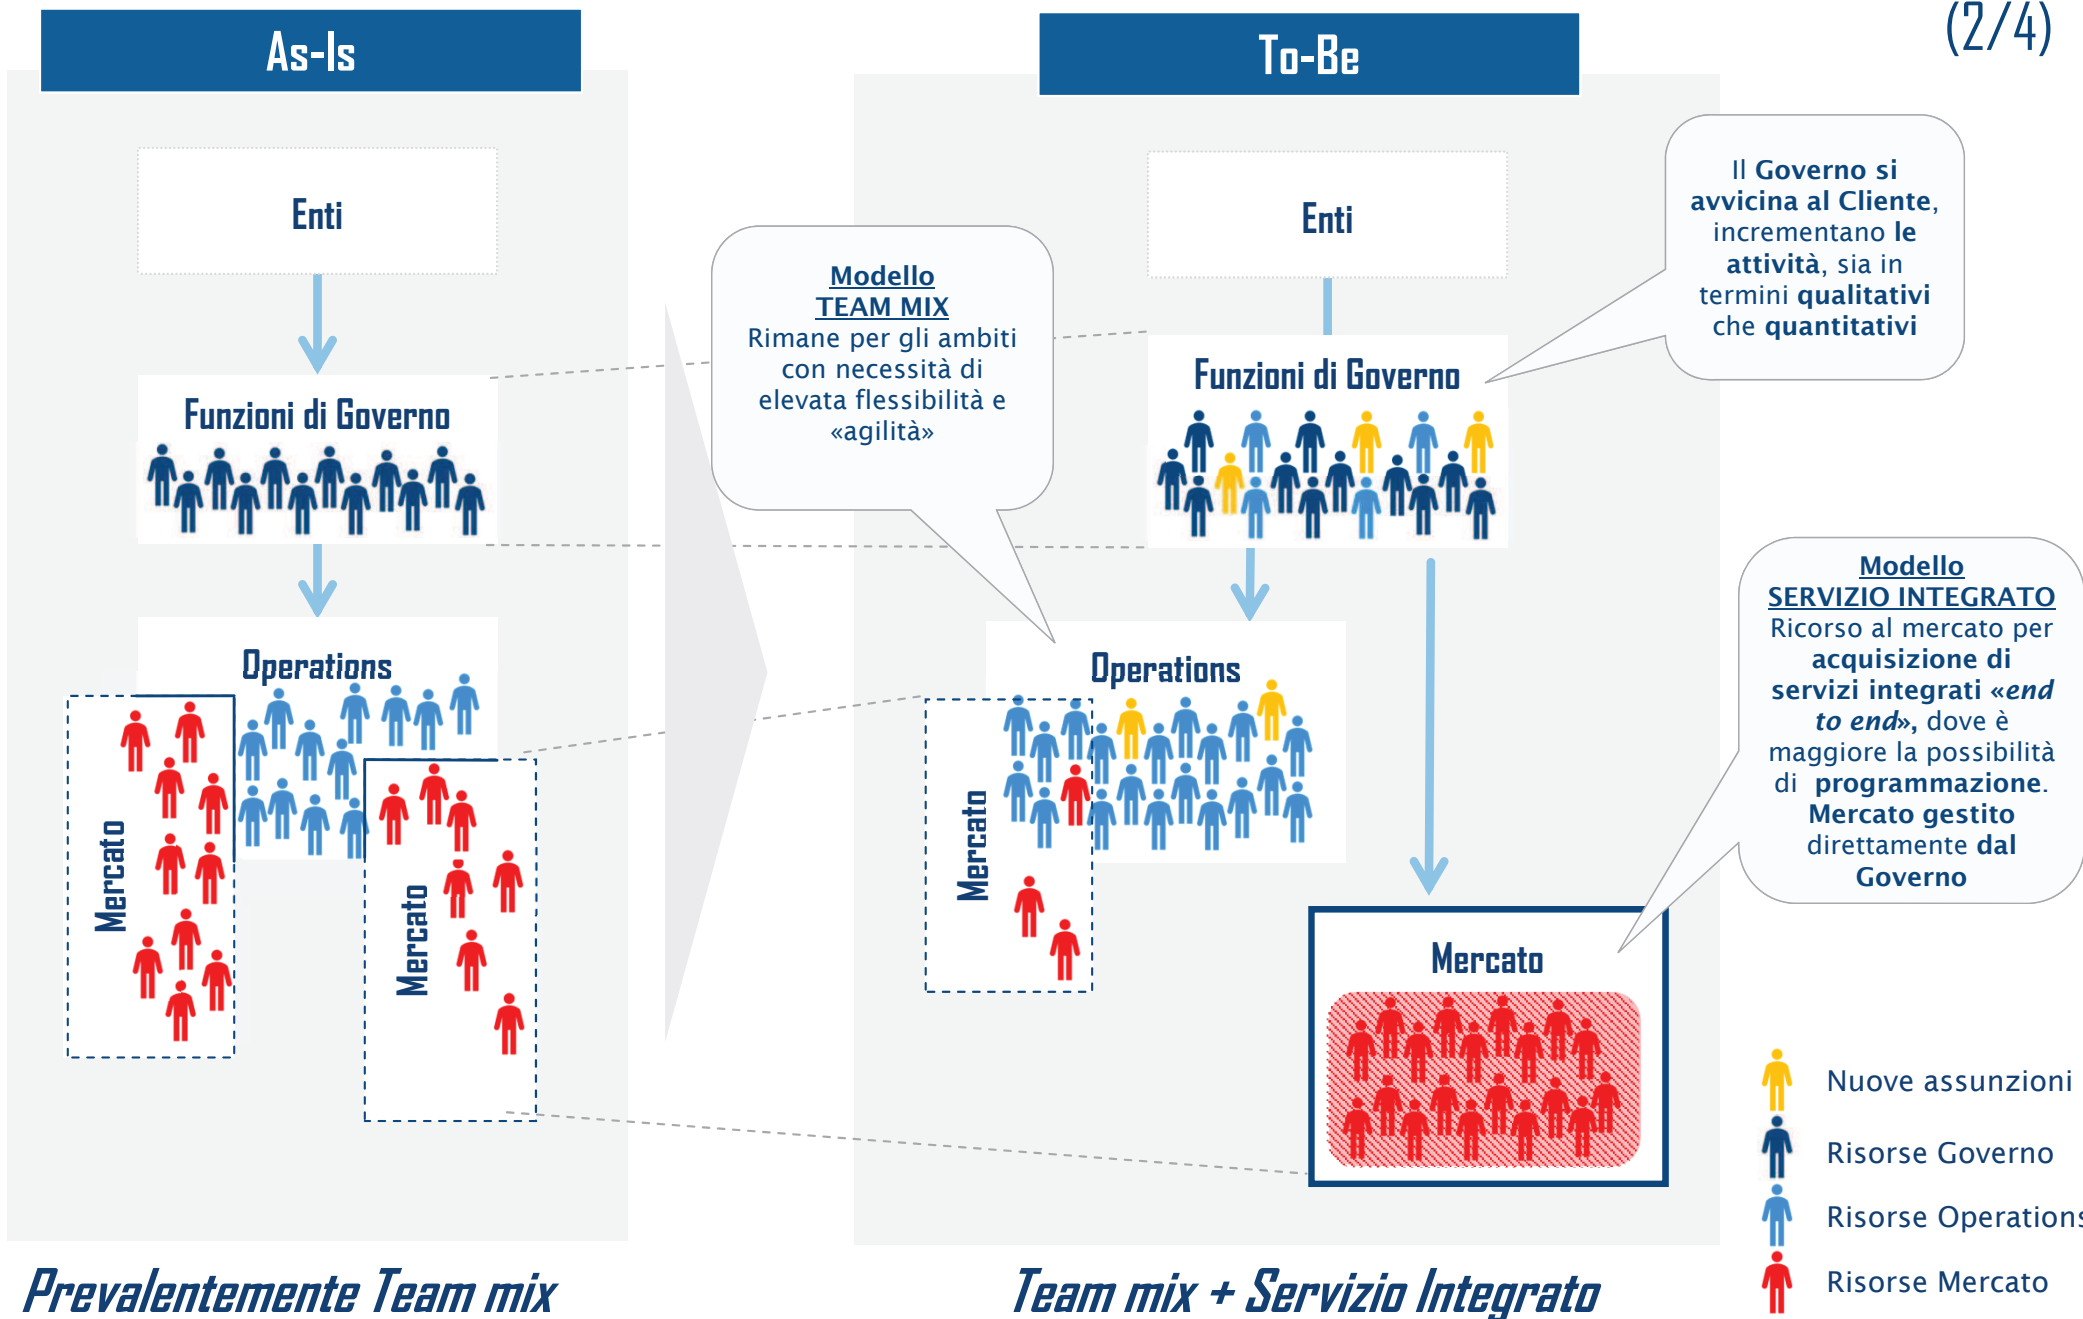 (2/4)
As-Is
To-Be
Enti
Funzioni di Governo
Operations
Mercato
Mercato
Modello
TEAM MIX
Rimane per gli ambiti
con necessità di
elevata flessibilità e
«agilità»
Enti
Funzioni di Governo
Operations
Mercato
Mercato
Il Governo si
avvicina al Cliente,
incrementano le
attività, sia in
termini qualitativi
che quantitativi
Modello
SERVIZIO INTEGRATO
Ricorso al mercato per
acquisizione di
servizi integrati «end
to end», dove è
maggiore la possibilità
di programmazione.
Mercato gestito
direttamente dal
Governo
Nuove assunzioni
Risorse Governo
Risorse Operations
Risorse Mercato
Prevalentemente Team mix
Team mix + Servizio Integrato